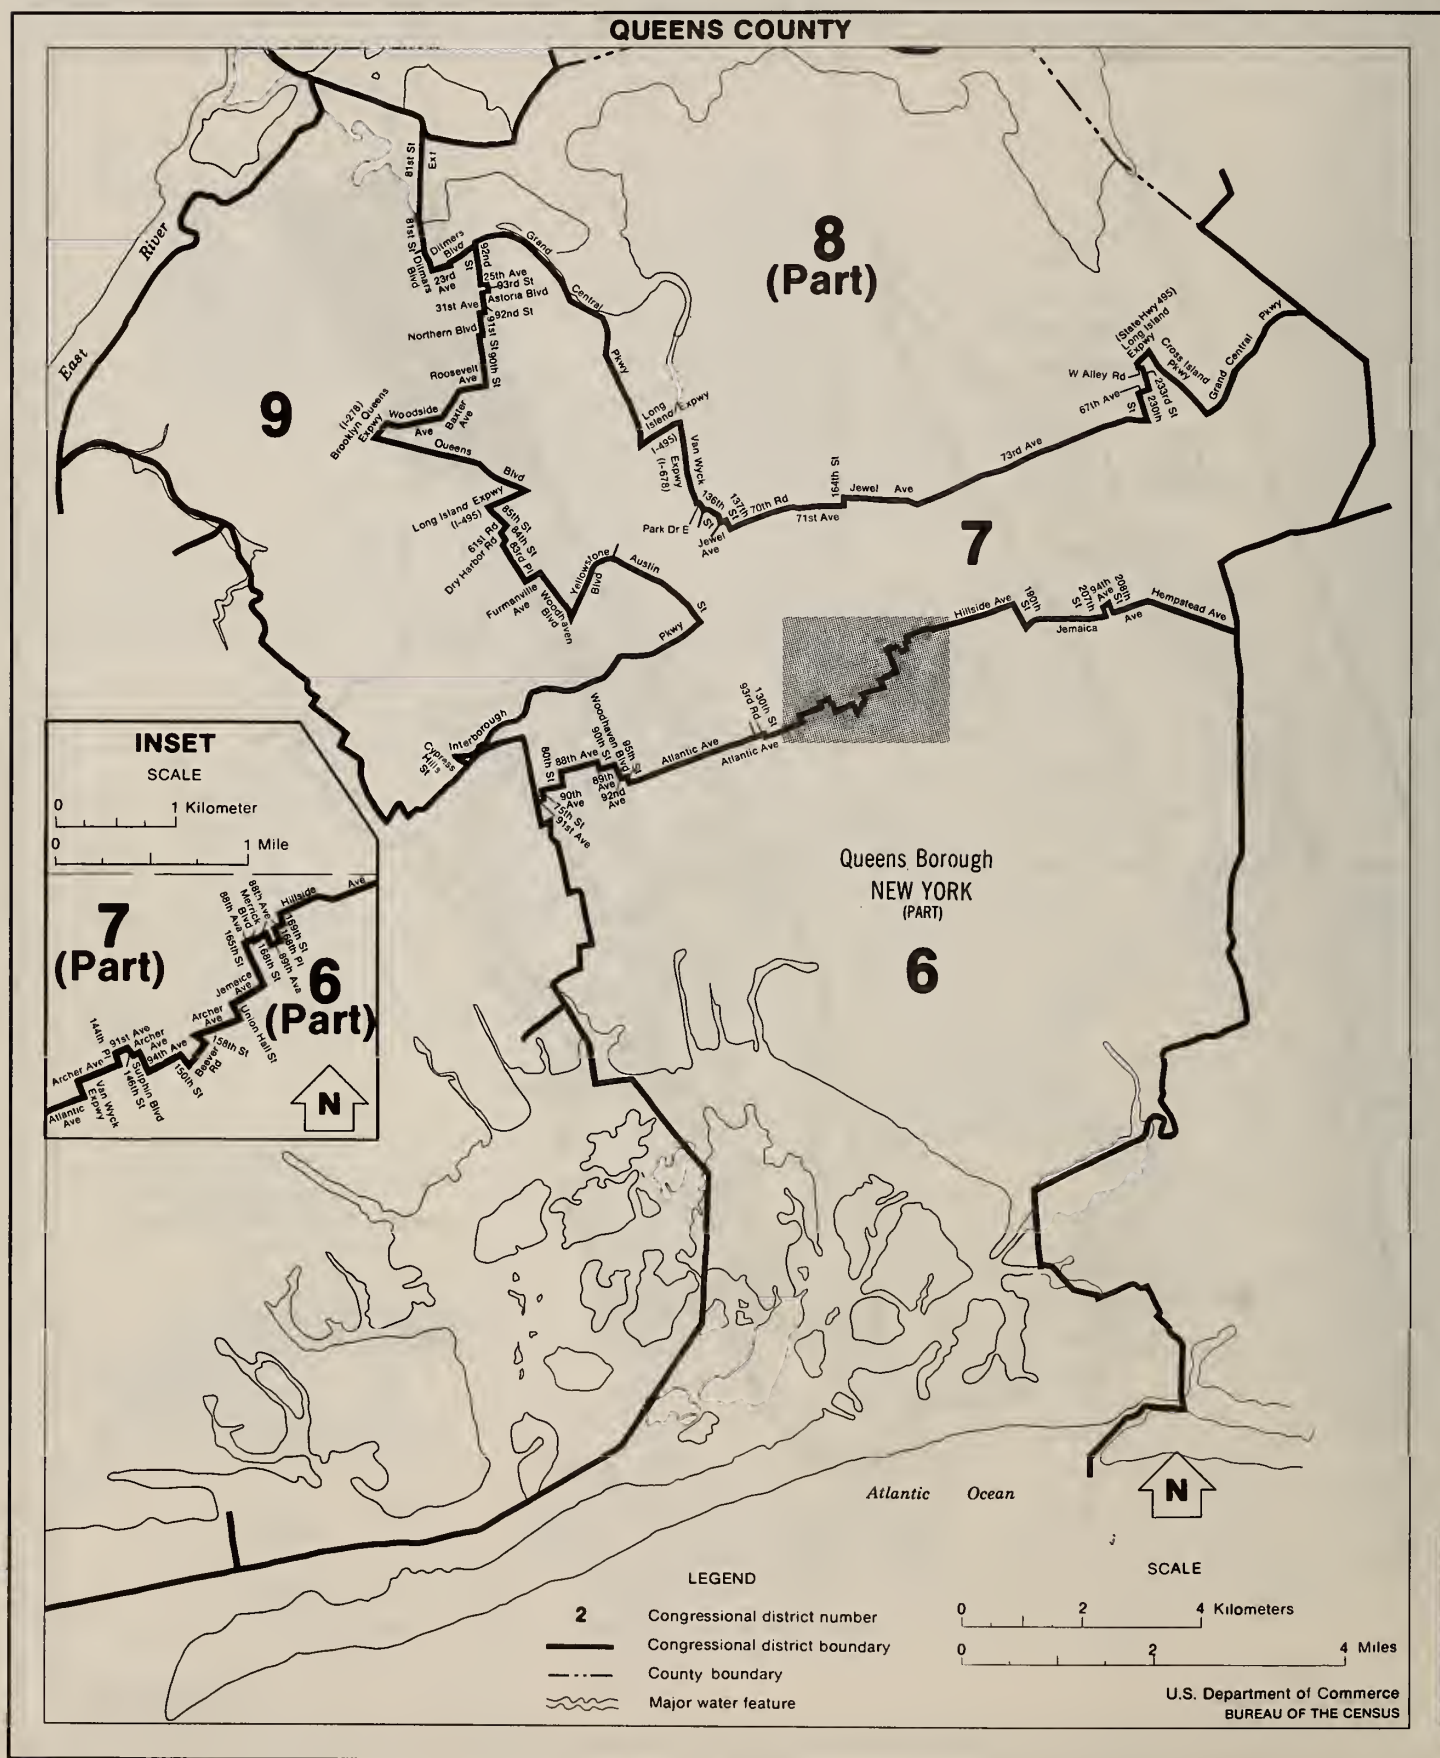 QUEENS COUNTY
East River
81st St
Ext
81st St
Ditmars Blvd
Ditmars Blvd
23rd Ave
92nd St
25th Ave
93rd St
31st Ave
Astoria Blvd
92nd St
Northern Blvd
91st St
90th St
Roosevelt Ave
Grand Central Pkwy
8
(Part)
9
(I-278)
Brooklyn Queens Expwy
Woodside Ave
Baxter Ave
Queens Blvd
Long Island Expwy
(I-495)
85th St
84th St
61st Rd
83rd Pl
Dry Harbor Rd
Furmanville Ave
Woodhaven Blvd
Yellowstone Blvd
Austin St
Long Island Expwy
I-495)
Van Wyck Expwy
(I-678)
Park Dr E
136th St
Jewel Ave
137th St
70th Rd
71st Ave
164th St
Jewel Ave
73rd Ave
67th Ave
W Alley Rd
230th St
233rd St
(State Hwy 495)
Long Island Expwy
Cross Island Pkwy
Grand Central Pkwy
7
Hillside Ave
190th St
Jamaica Ave
207th St
94th Ave
208th St
Hempstead Ave
Interborough Pkwy
Cypress Hills St
80th St
88th Ave
Woodhaven Blvd
90th St
95th St
89th Ave
92nd Ave
90th Ave
75th St
91st Ave
Atlantic Ave
93rd Rd
130th St
Atlantic Ave
INSET
SCALE
0 1 Kilometer
0 1 Mile
7
(Part)
6
(Part)
88th Ave
Merrick Blvd
88th Ave
165th St
168th St
Hillside Ave
169th St
168th Pl
89th Ave
Jamaica Ave
Archer Ave
Union Hall St
158th St
Beaver Rd
150th St
94th Ave
Archer Ave
91st Ave
144th Pl
Sutphin Blvd
146th St
Archer Ave
Van Wyck Expwy
Atlantic Ave
N
Queens Borough
NEW YORK
(PART)
6
Atlantic Ocean
N
LEGEND
2 Congressional district number
Congressional district boundary
County boundary
Major water feature
SCALE
0 2 4 Kilometers
0 2 4 Miles
U.S. Department of Commerce
BUREAU OF THE CENSUS